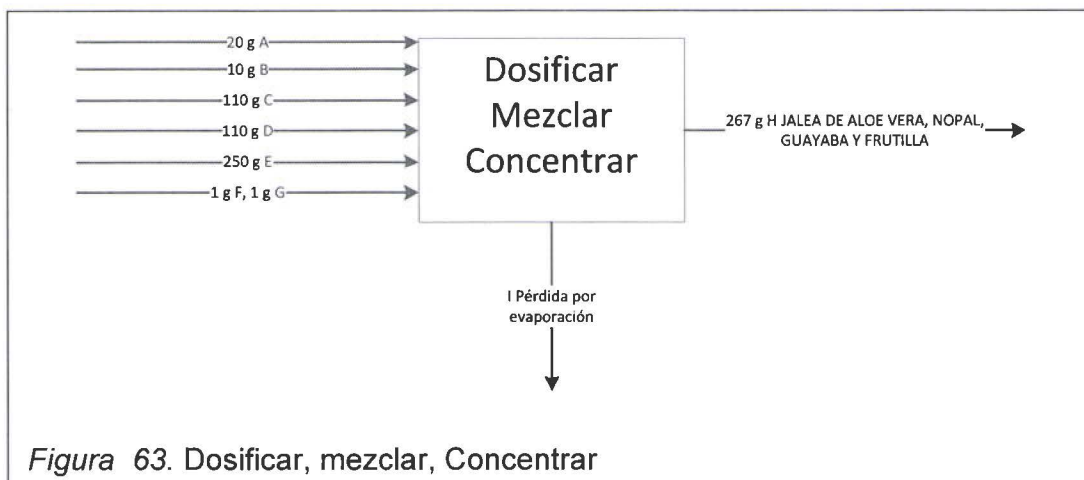 20 g A
10 g B
110 g C
110 g D
250 g E
1 g F, 1 g G
Dosificar
Mezclar
Concentrar
267 g H JALEA DE ALOE VERA, NOPAL,
GUAYABA Y FRUTILLA
I Pérdida por
evaporación
Figura 63. Dosificar, mezclar, Concentrar